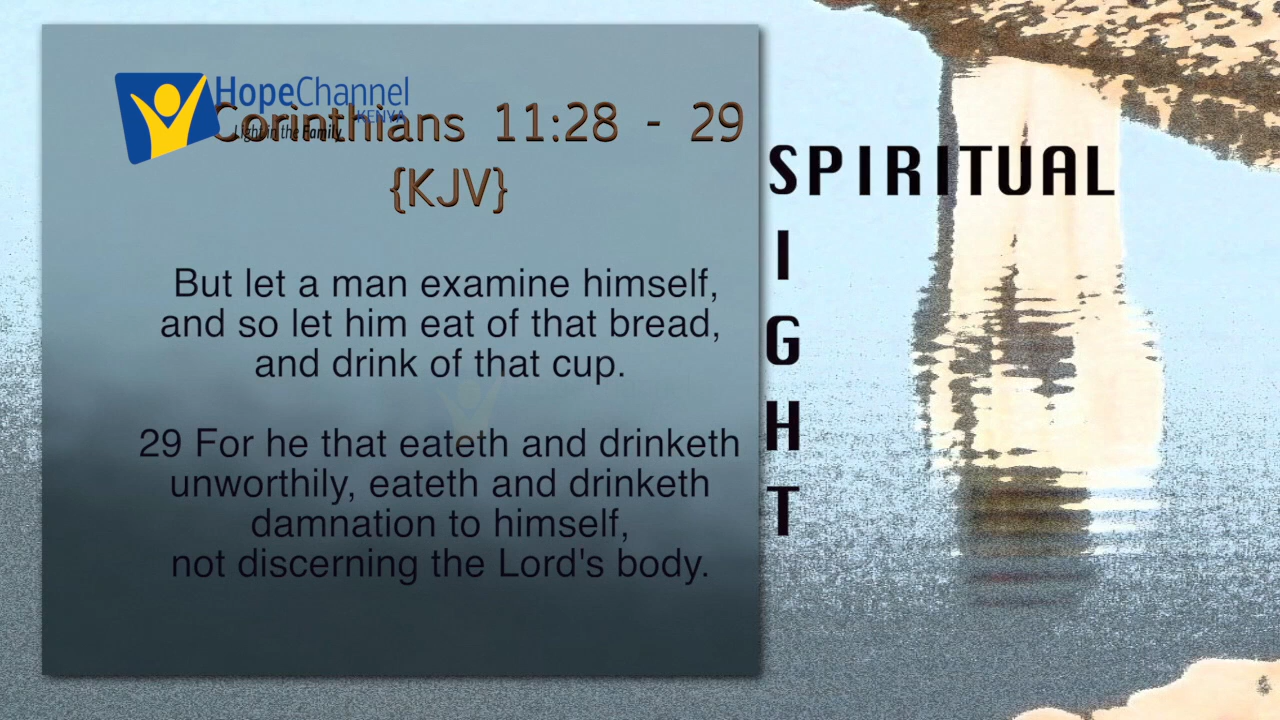 HopeChannel
KENYA
Light in the Family
Corinthians 11:28 - 29
{KJV}
But let a man examine himself,
and so let him eat of that bread,
and drink of that cup.
29 For he that eateth and drinketh
unworthily, eateth and drinketh
damnation to himself,
not discerning the Lord's body.
SPIRITUAL
I
G
H
T